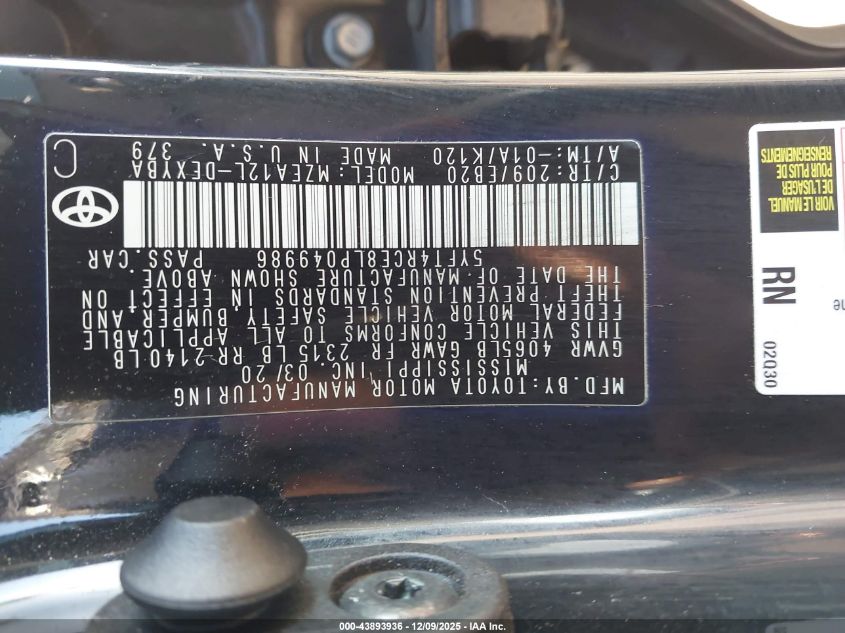 MFD.BY:TOYOTA MOTOR MANUFACTURING
MISSISSIPPI INC. 03/20
GVWR 4065LB GAWR FR 2315 LB RR-2140LB
THIS VEHICLE CONFORMS TO ALL APPLICABLE
FEDERAL MOTOR VEHICLE SAFETY, BUMPER, AND
THEFT PREVENTION STANDARDS IN EFFECT ON
THE DATE OF MANUFACTURE SHOWN ABOVE.
5YFT4RCE8LP049986 PASS.CAR
C/TR:209/EB20 MODEL:MZEA12L-DEXYBA
A/TM:-01A/K120 MADE IN U.S.A. 379
C
VOIR LE MANUEL
DE L'USAGER
POUR PLUS DE
RENSEIGNEMENTS
RN
02Q30
ne
000-43893936 - 12/09/2025 - IAA Inc.